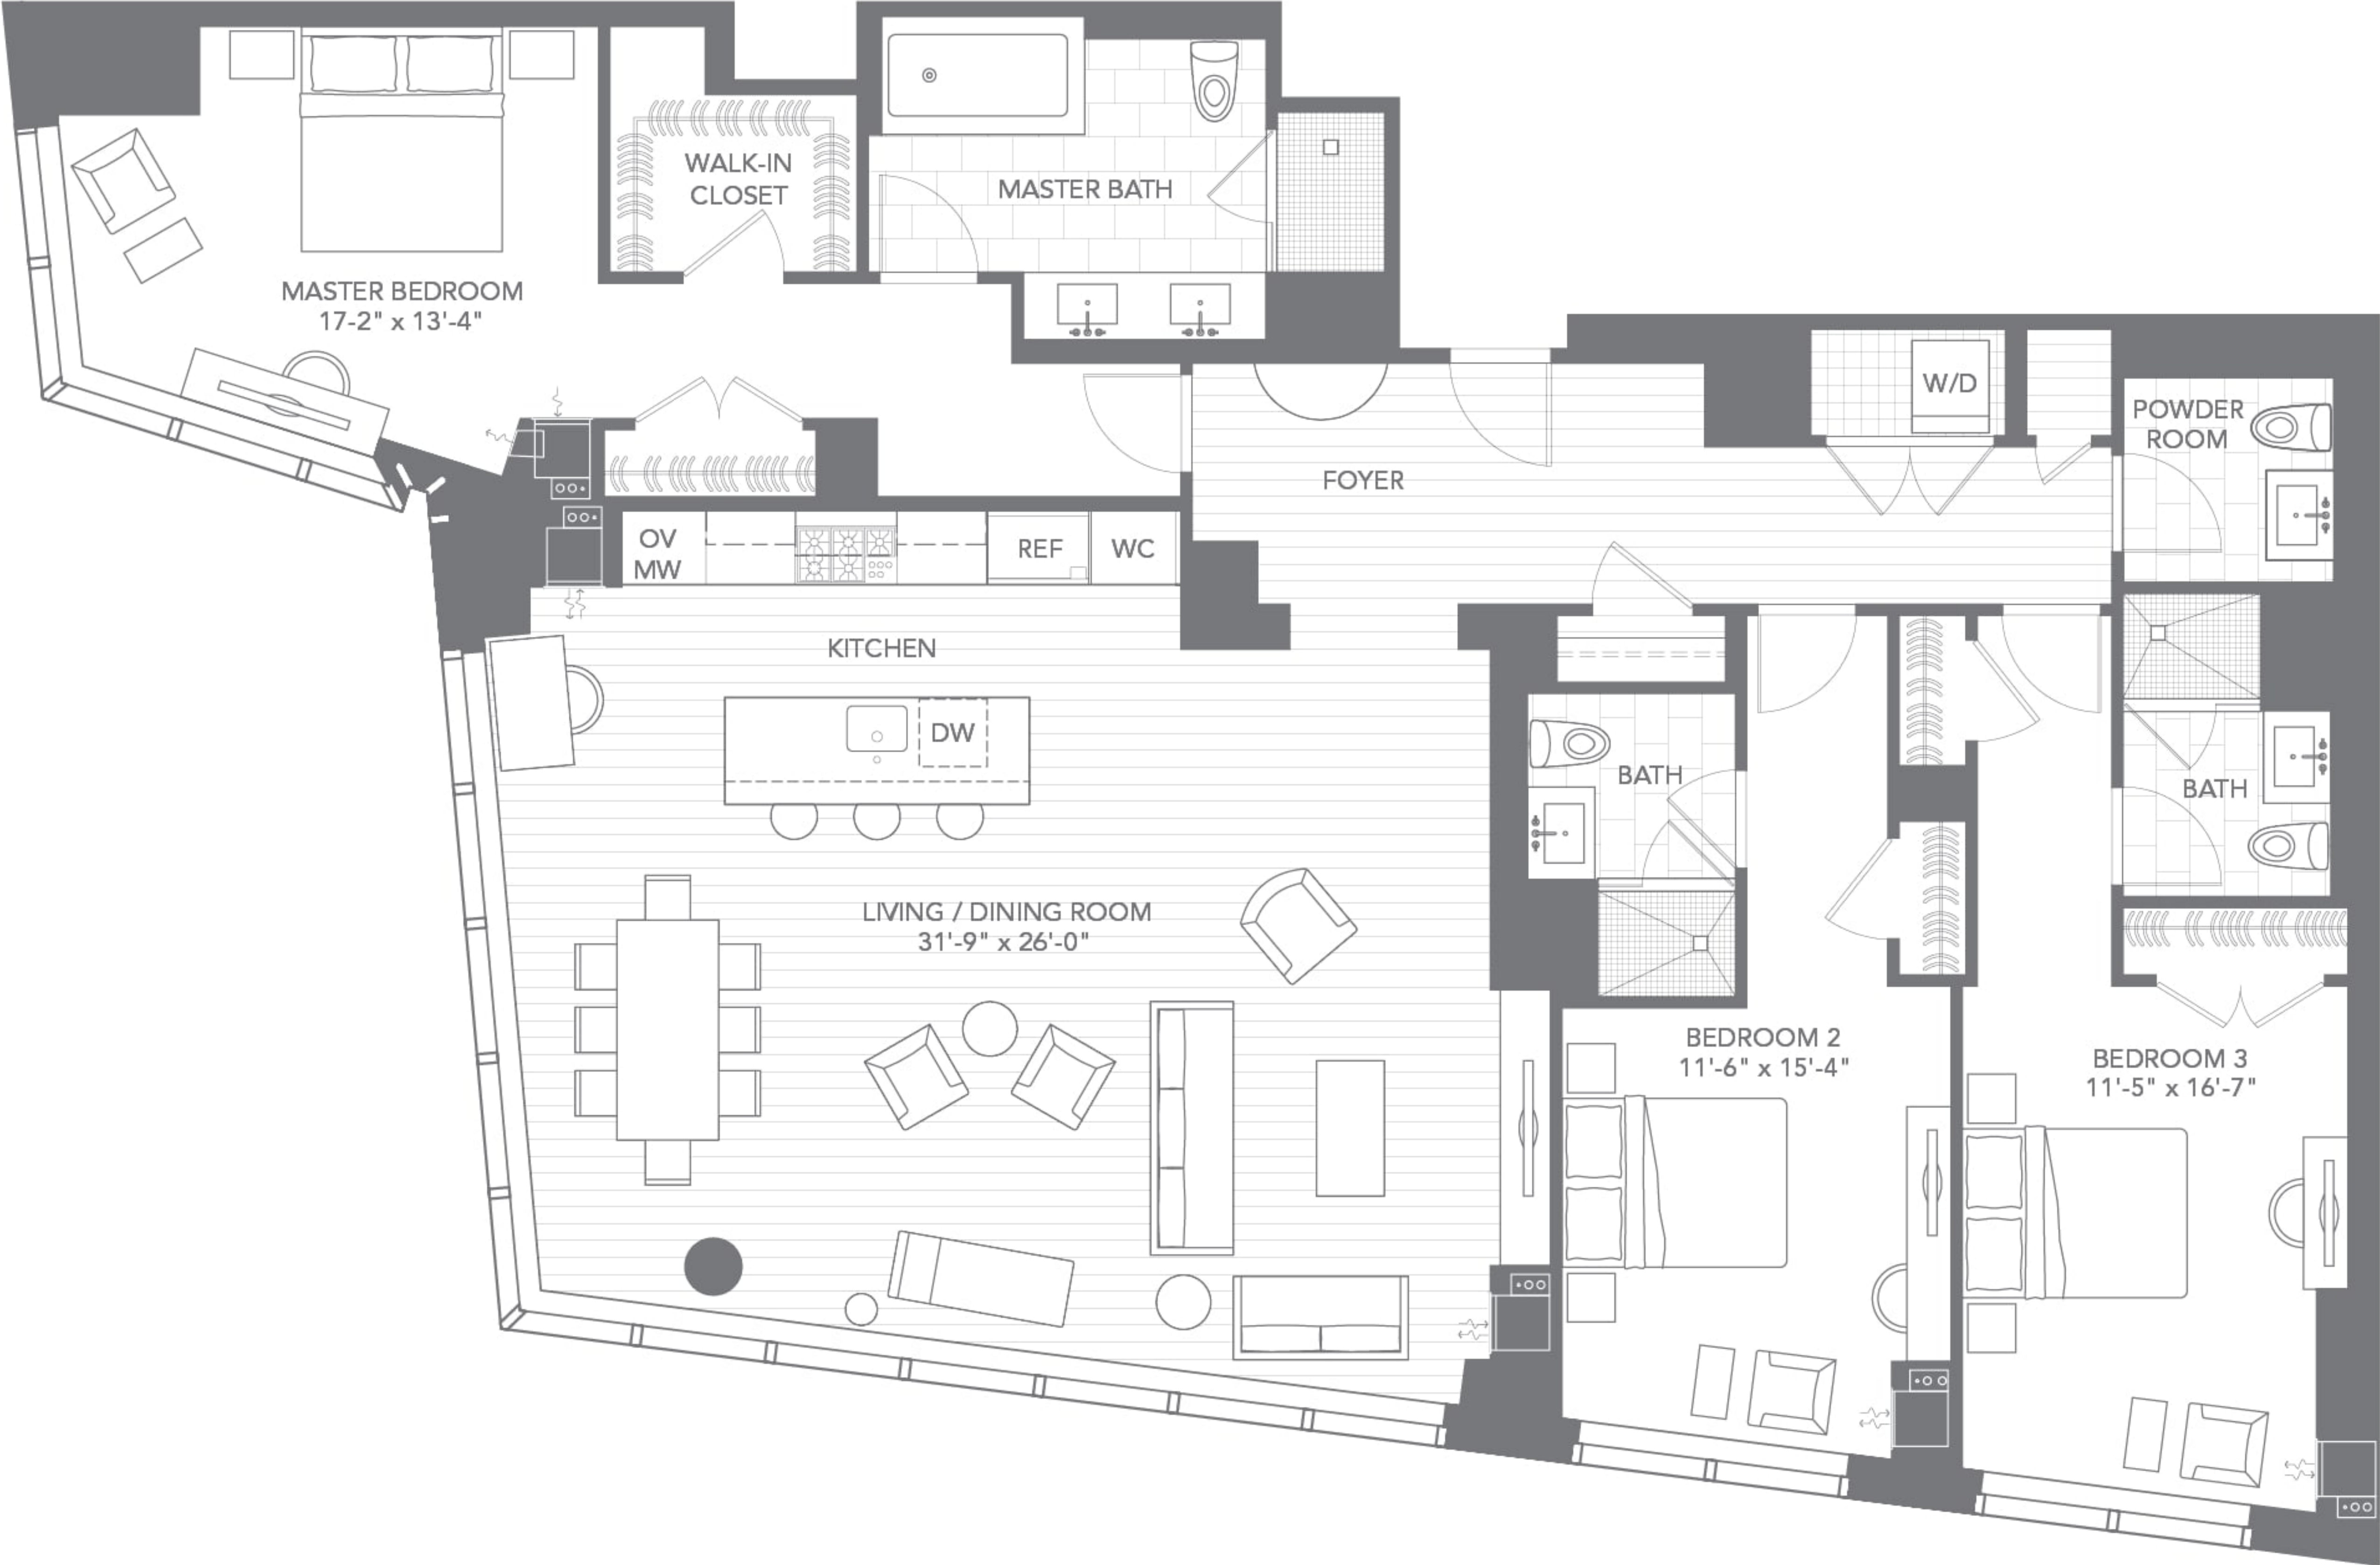 WALK-IN
CLOSET
MASTER BATH
MASTER BEDROOM
17-2" x 13'-4"
W/D
POWDER
ROOM
FOYER
OV
MW
REF
WC
KITCHEN
DW
BATH
BATH
LIVING / DINING ROOM
31'-9" x 26'-0"
BEDROOM 2
11'-6" x 15'-4"
BEDROOM 3
11'-5" x 16'-7"